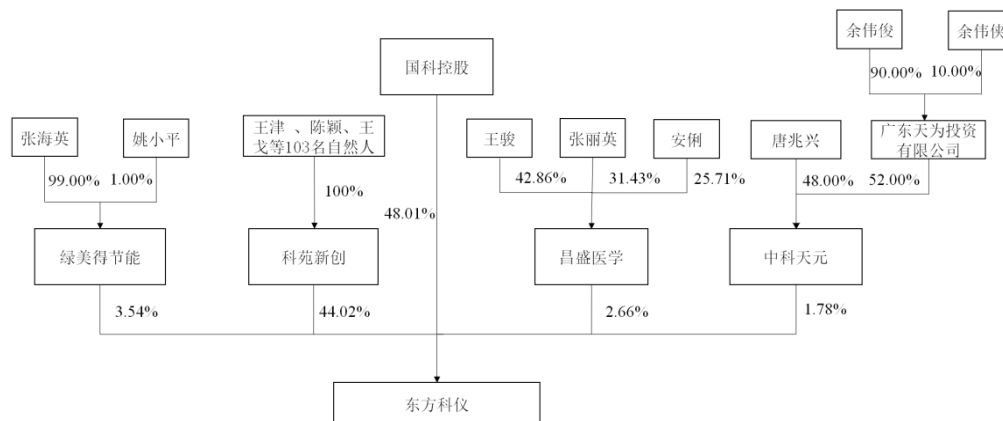 余伟俊
余伟侠
国科控股
90.00%
10.00%
张海英
姚小平
王津 、陈颖、王
戈等103名自然人
王骏
张丽英
安俐
唐兆兴
广东天为投资
有限公司
99.00%
1.00%
100%
42.86%
31.43%
25.71%
48.00%
52.00%
48.01%
绿美得节能
科苑新创
昌盛医学
中科天元
3.54%
44.02%
2.66%
1.78%
东方科仪